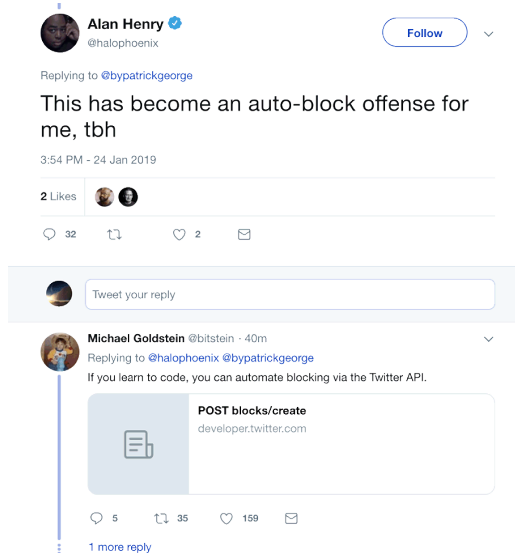 Alan Henry
@halophoenix
Follow
Replying to @bypatrickgeorge
This has become an auto-block offense for
me, tbh
3:54 PM - 24 Jan 2019
2 Likes
32
2
Tweet your reply
Michael Goldstein @bitstein · 40m
Replying to @halophoenix @bypatrickgeorge
If you learn to code, you can automate blocking via the Twitter API.
POST blocks/create
developer.twitter.com
5
35
159
1 more reply